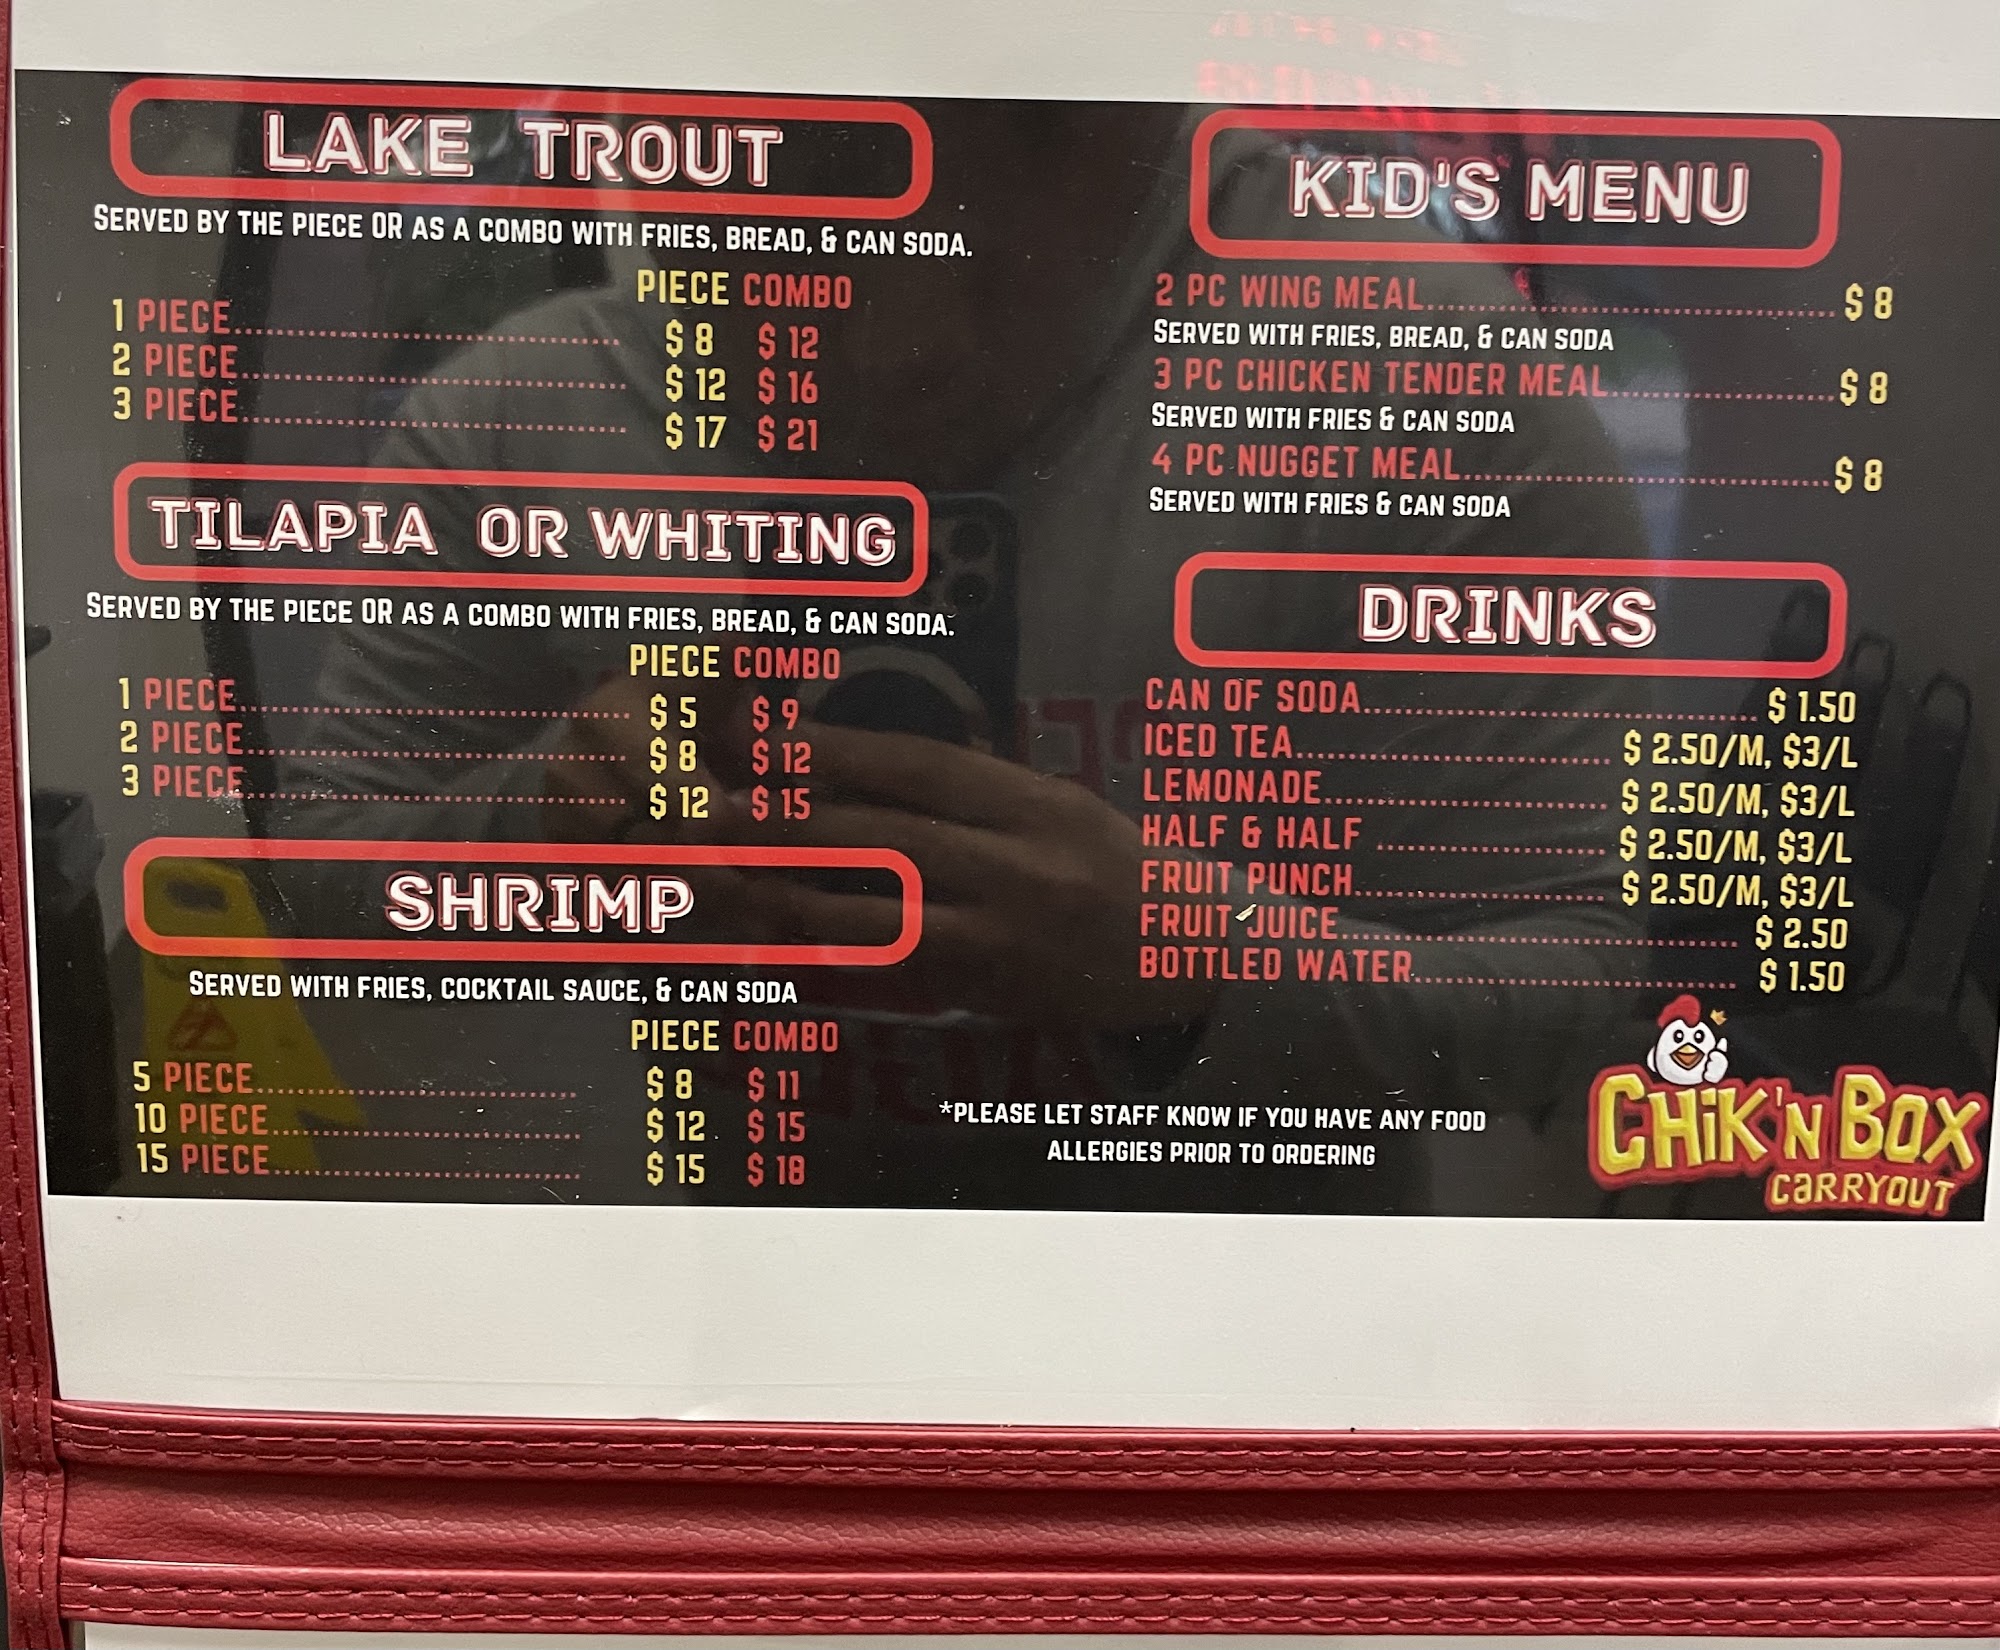 LAKE TROUT
SERVED BY THE PIECE OR AS A COMBO WITH FRIES, BREAD, & CAN SODA.
PIECE COMBO
1 PIECE........................................ $ 8 $ 12
2 PIECE........................................ $ 12 $ 16
3 PIECE........................................ $ 17 $ 21
TILAPIA OR WHITING
SERVED BY THE PIECE OR AS A COMBO WITH FRIES, BREAD, & CAN SODA.
PIECE COMBO
1 PIECE........................................ $ 5 $ 9
2 PIECE........................................ $ 8 $ 12
3 PIECE........................................ $ 12 $ 15
SHRIMP
SERVED WITH FRIES, COCKTAIL SAUCE, & CAN SODA
PIECE COMBO
5 PIECE................................ $ 8 $ 11
10 PIECE................................ $ 12 $ 15
15 PIECE................................ $ 15 $ 18
KID'S MENU
2 PC WING MEAL........................................ $ 8
SERVED WITH FRIES, BREAD, & CAN SODA
3 PC CHICKEN TENDER MEAL...................... $ 8
SERVED WITH FRIES & CAN SODA
4 PC NUGGET MEAL.................................... $ 8
SERVED WITH FRIES & CAN SODA
DRINKS
CAN OF SODA........................................ $ 1.50
ICED TEA................................ $ 2.50/M, $3/L
LEMONADE............................. $ 2.50/M, $3/L
HALF & HALF ........................ $ 2.50/M, $3/L
FRUIT PUNCH......................... $ 2.50/M, $3/L
FRUIT JUICE........................................ $ 2.50
BOTTLED WATER................................ $ 1.50
*PLEASE LET STAFF KNOW IF YOU HAVE ANY FOOD
ALLERGIES PRIOR TO ORDERING
CHiK'N BOX
CARRYOUT